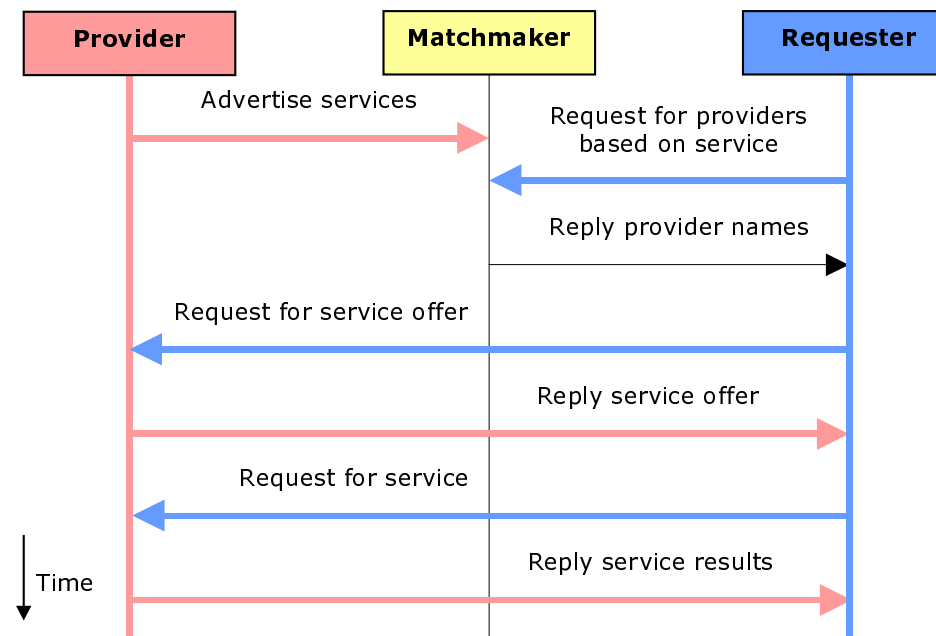 Provider
Matchmaker
Requester
Advertise services
Request for providers
based on service
Reply provider names
Request for service offer
Reply service offer
Request for service
Reply service results
Time